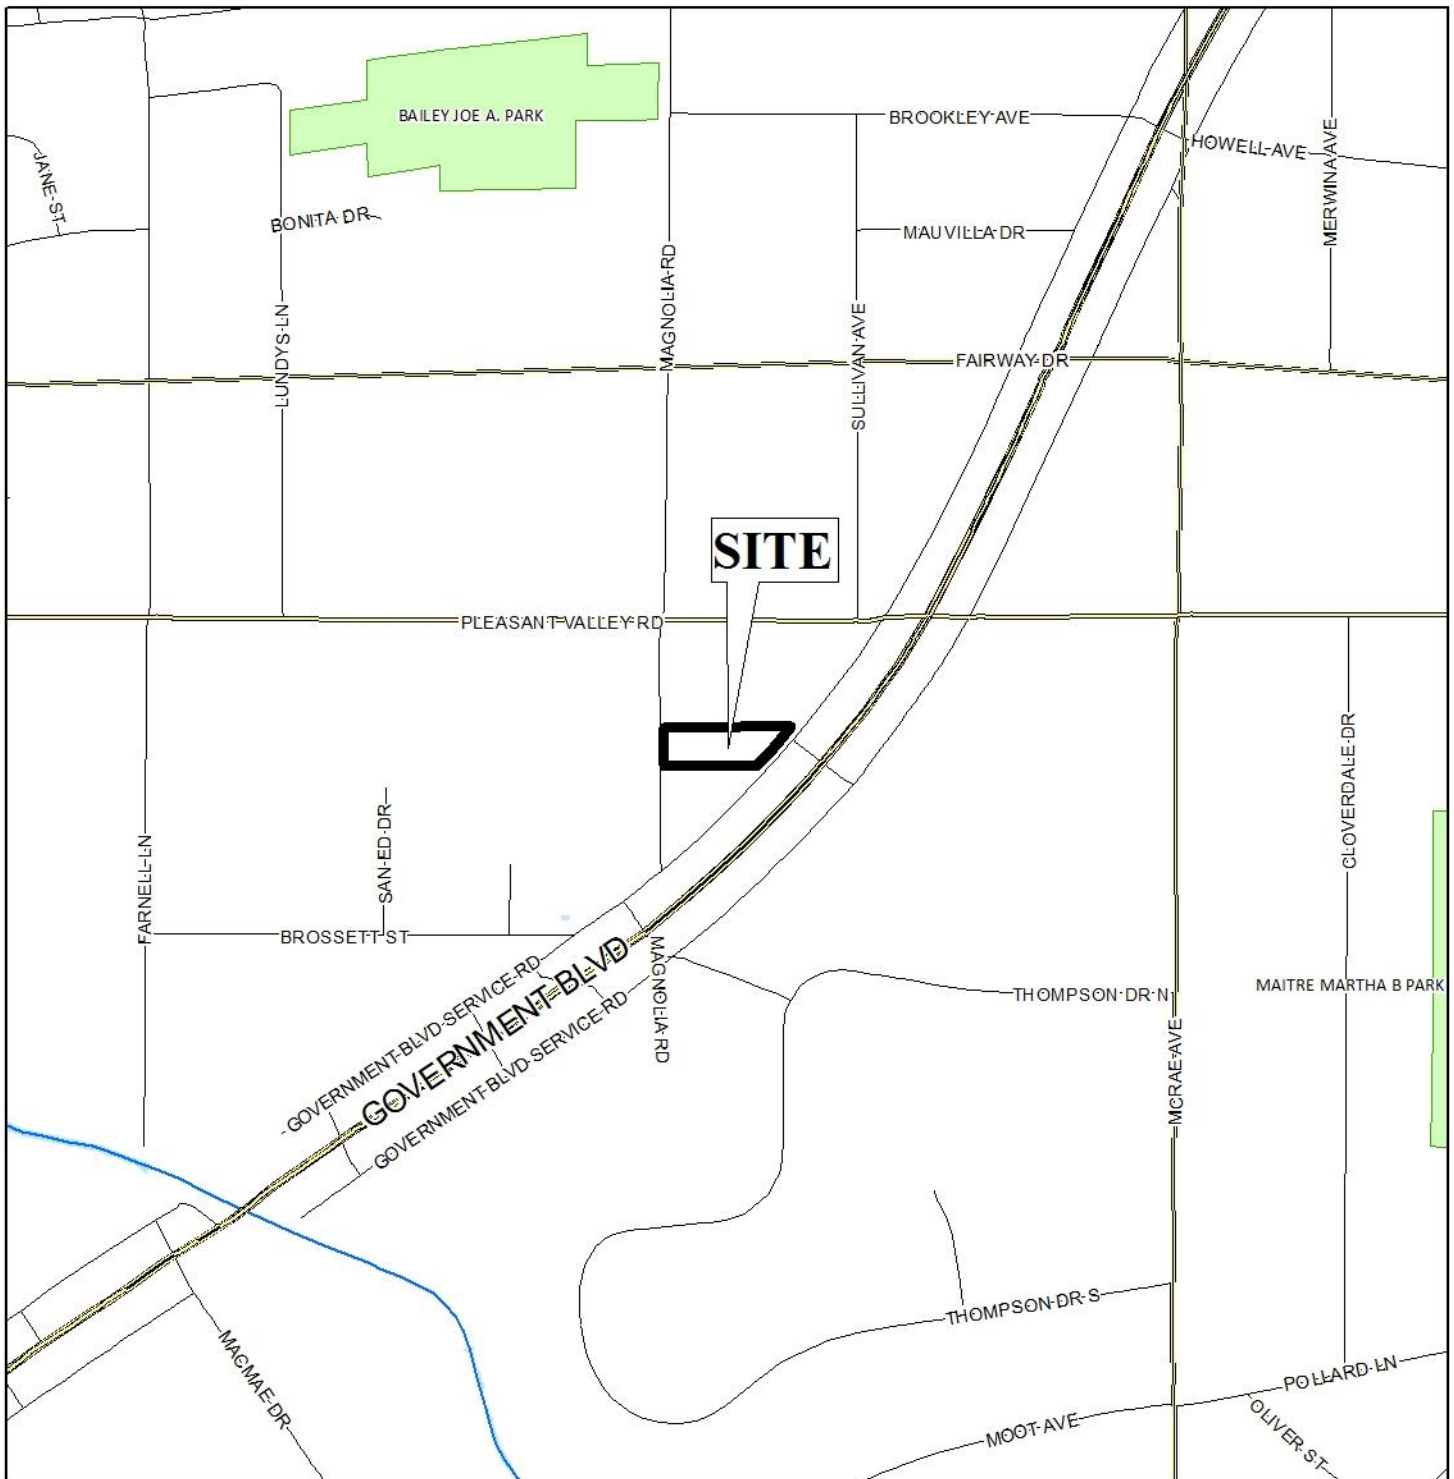 BAILEY JOE A. PARK
BROOKLEY AVE
HOWELL AVE
MERWINA AVE
JANE ST
BONITA DR
MAUVILLA DR
MAGNOLIA RD
LUNDYS LN
SULLIVAN AVE
FAIRWAY DR
SITE
PLEASANT VALLEY RD
CLOVERDALE DR
SAN ED DR
FARNELL LN
BROSSETT ST
GOVERNMENT BLVD SERVICE RD
GOVERNMENT BLVD
GOVERNMENT BLVD SERVICE RD
MAGNOLIA RD
THOMPSON DR N
MAITRE MARTHA B PARK
MCRAE AVE
THOMPSON DR S
MACMAE DR
POLLARD LN
MOOT AVE
OLIVER ST